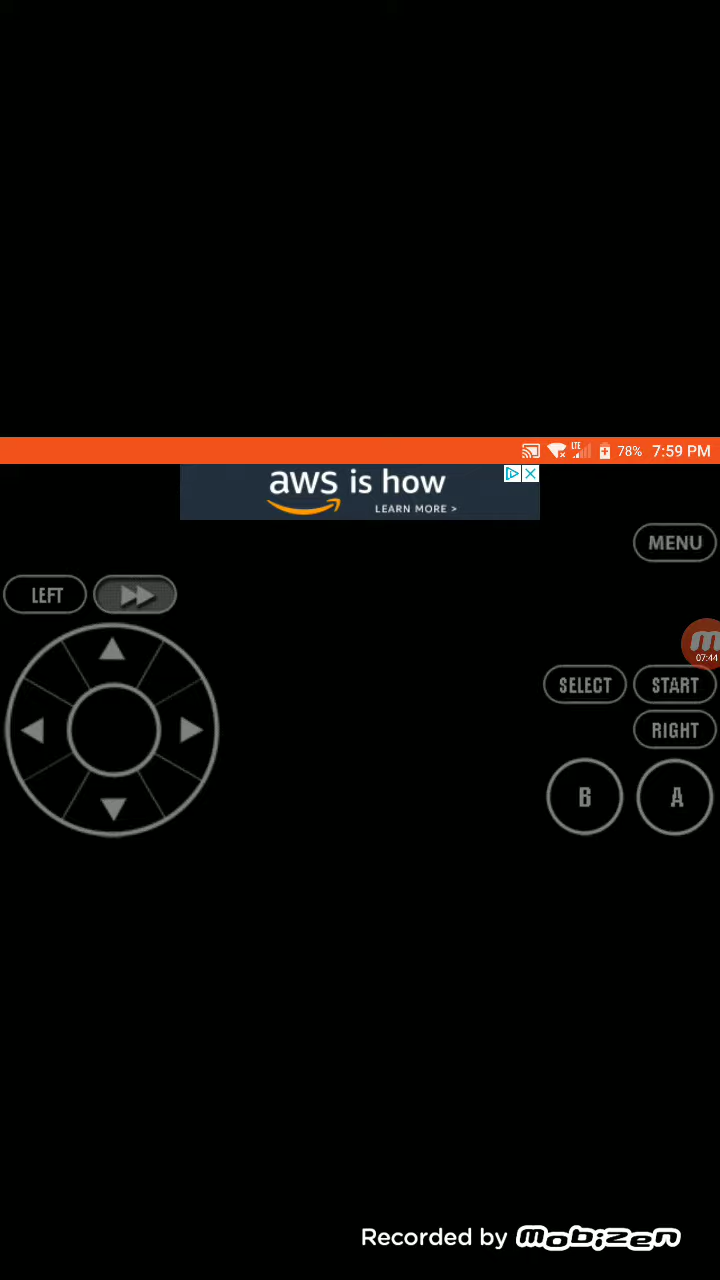 LTE 78% 7:59 PM
aws is how
LEARN MORE >
MENU
LEFT
07:44
SELECT START
RIGHT
B A
Recorded by mobizen